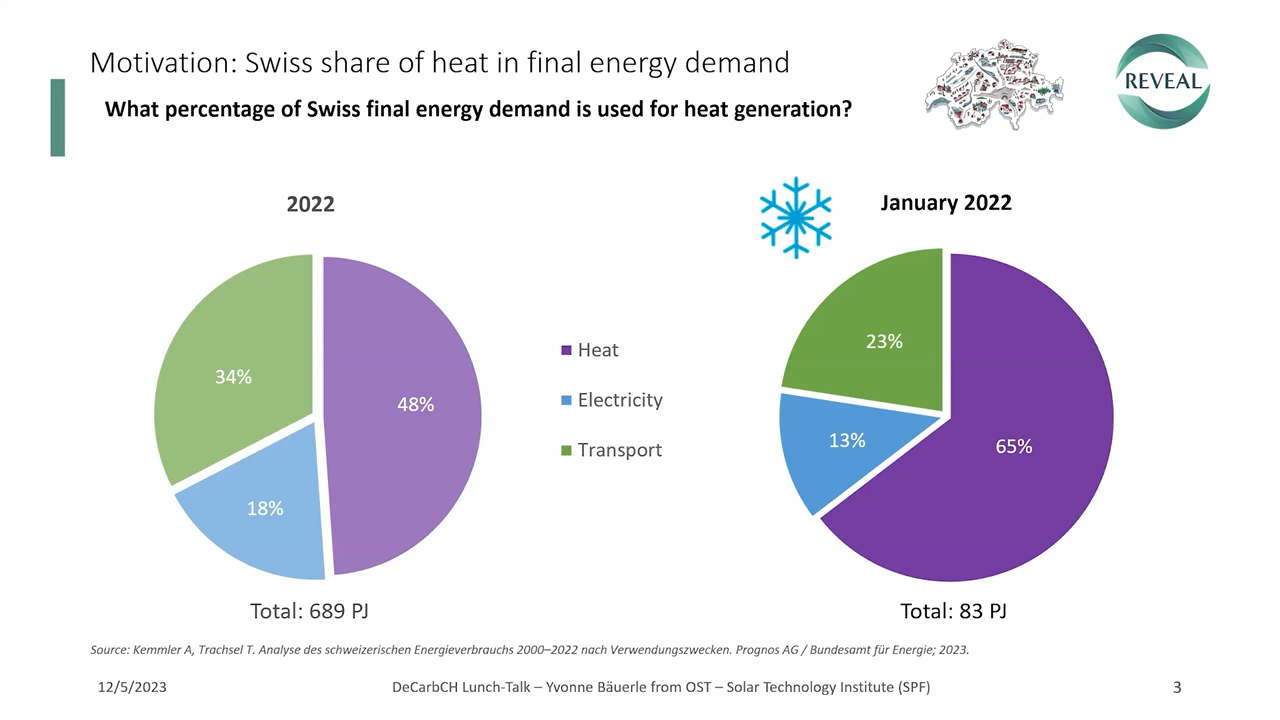 Motivation: Swiss share of heat in final energy demand
What percentage of Swiss final energy demand is used for heat generation?
REVEAL
2022
January 2022
34%
48%
18%
Heat
Electricity
Transport
23%
13%
65%
Total: 689 PJ
Total: 83 PJ
Source: Kemmler A, Trachsel T. Analyse des schweizerischen Energieverbrauchs 2000–2022 nach Verwendungszwecken. Prognos AG / Bundesamt für Energie; 2023.
12/5/2023
DeCarbCH Lunch-Talk – Yvonne Bäuerle from OST – Solar Technology Institute (SPF)
3